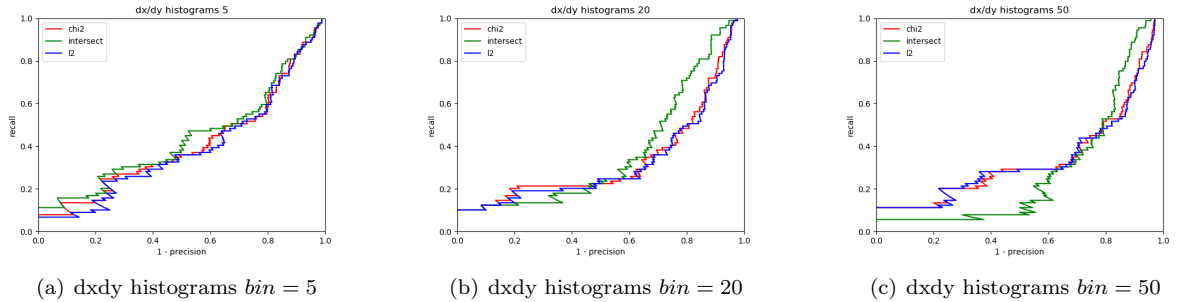 dx/dy histograms 5
chi2
intersect
l2
recall
1.0
0.8
0.6
0.4
0.2
0.0
0.0 0.2 0.4 0.6 0.8 1.0
1 - precision
(a) dxdy histograms bin = 5
dx/dy histograms 20
chi2
intersect
l2
recall
1.0
0.8
0.6
0.4
0.2
0.0
0.0 0.2 0.4 0.6 0.8 1.0
1 - precision
(b) dxdy histograms bin = 20
dx/dy histograms 50
chi2
intersect
l2
recall
1.0
0.8
0.6
0.4
0.2
0.0
0.0 0.2 0.4 0.6 0.8 1.0
1 - precision
(c) dxdy histograms bin = 50